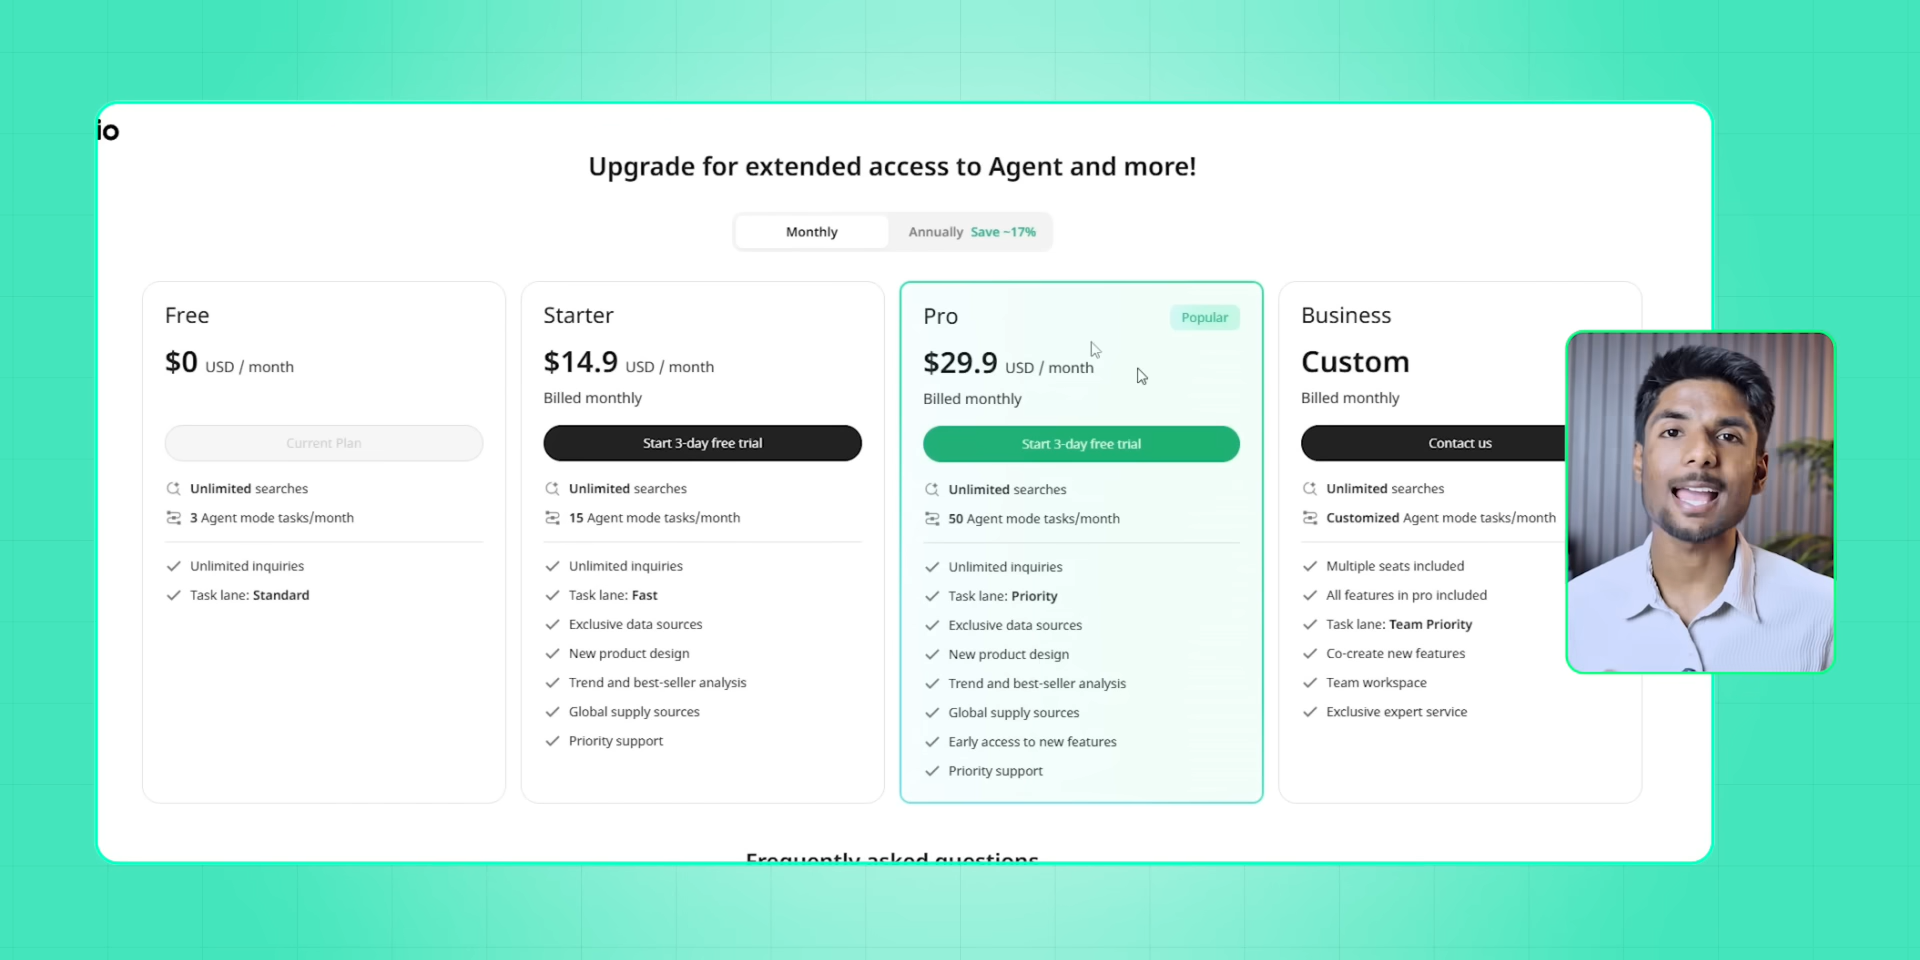 io
Upgrade for extended access to Agent and more!
Monthly
Annually Save ~17%
Free
$0 USD / month
Current Plan
Unlimited searches
3 Agent mode tasks/month
Unlimited inquiries
Task lane: Standard
Starter
$14.9 USD / month
Billed monthly
Start 3-day free trial
Unlimited searches
15 Agent mode tasks/month
Unlimited inquiries
Task lane: Fast
Exclusive data sources
New product design
Trend and best-seller analysis
Global supply sources
Priority support
Pro
Popular
$29.9 USD / month
Billed monthly
Start 3-day free trial
Unlimited searches
50 Agent mode tasks/month
Unlimited inquiries
Task lane: Priority
Exclusive data sources
New product design
Trend and best-seller analysis
Global supply sources
Early access to new features
Priority support
Business
Custom
Billed monthly
Contact us
Unlimited searches
Customized Agent mode tasks/month
Multiple seats included
All features in pro included
Task lane: Team Priority
Co-create new features
Team workspace
Exclusive expert service
Frequently asked questions